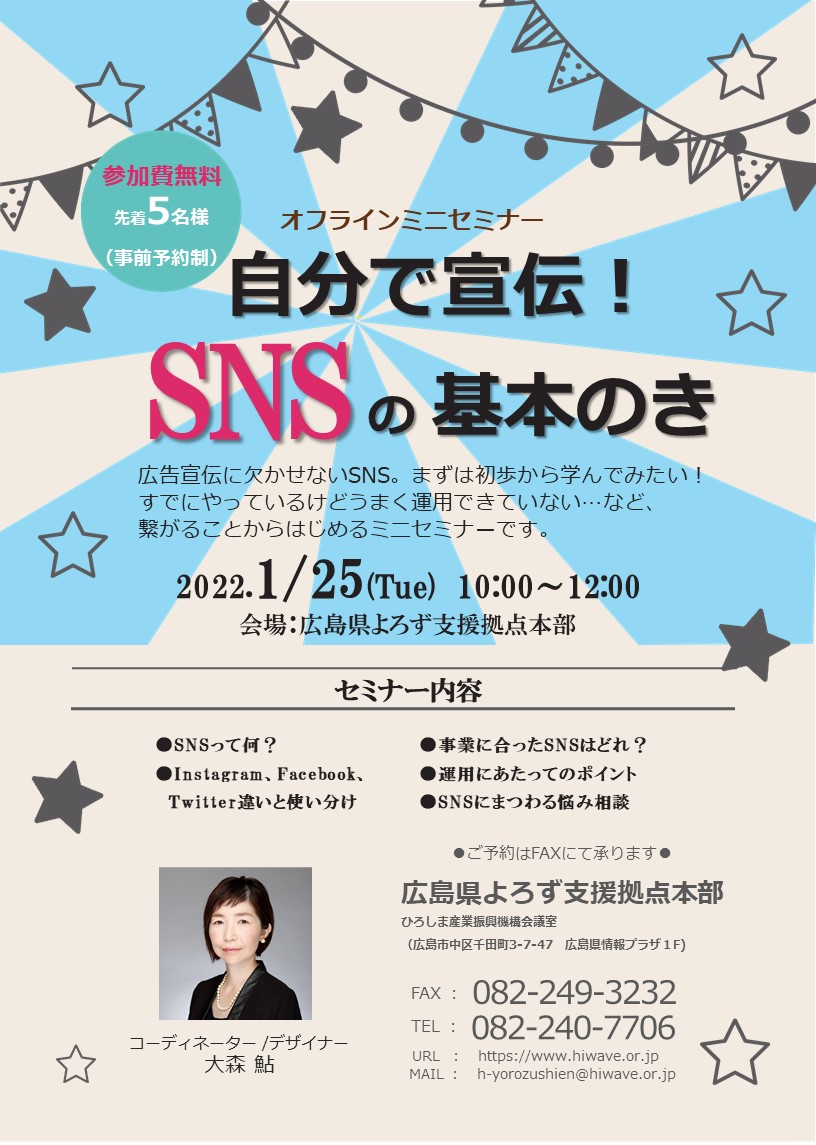 参加費無料
先着5名様
（事前予約制）
オフラインミニセミナー
自分で宣伝！
SNSの基本のき
広告宣伝に欠かせないSNS。まずは初歩から学んでみたい！
すでにやっているけどうまく運用できていない…など、
繋がることからはじめるミニセミナーです。
2022.1/25(Tue) 10:00～12:00
会場：広島県よろず支援拠点本部
セミナー内容
●SNSって何？
●Instagram、Facebook、
Twitter違いと使い分け
●事業に合ったSNSはどれ？
●運用にあたってのポイント
●SNSにまつわる悩み相談
●ご予約はFAXにて承ります●
広島県よろず支援拠点本部
ひろしま産業振興機構会議室
（広島市中区千田町3-7-47　広島県情報プラザ１F)
FAX ： 082-249-3232
TEL ： 082-240-7706
URL ： https://www.hiwave.or.jp
MAIL ： h-yorozushien@hiwave.or.jp
コーディネーター /デザイナー
大森 鮎